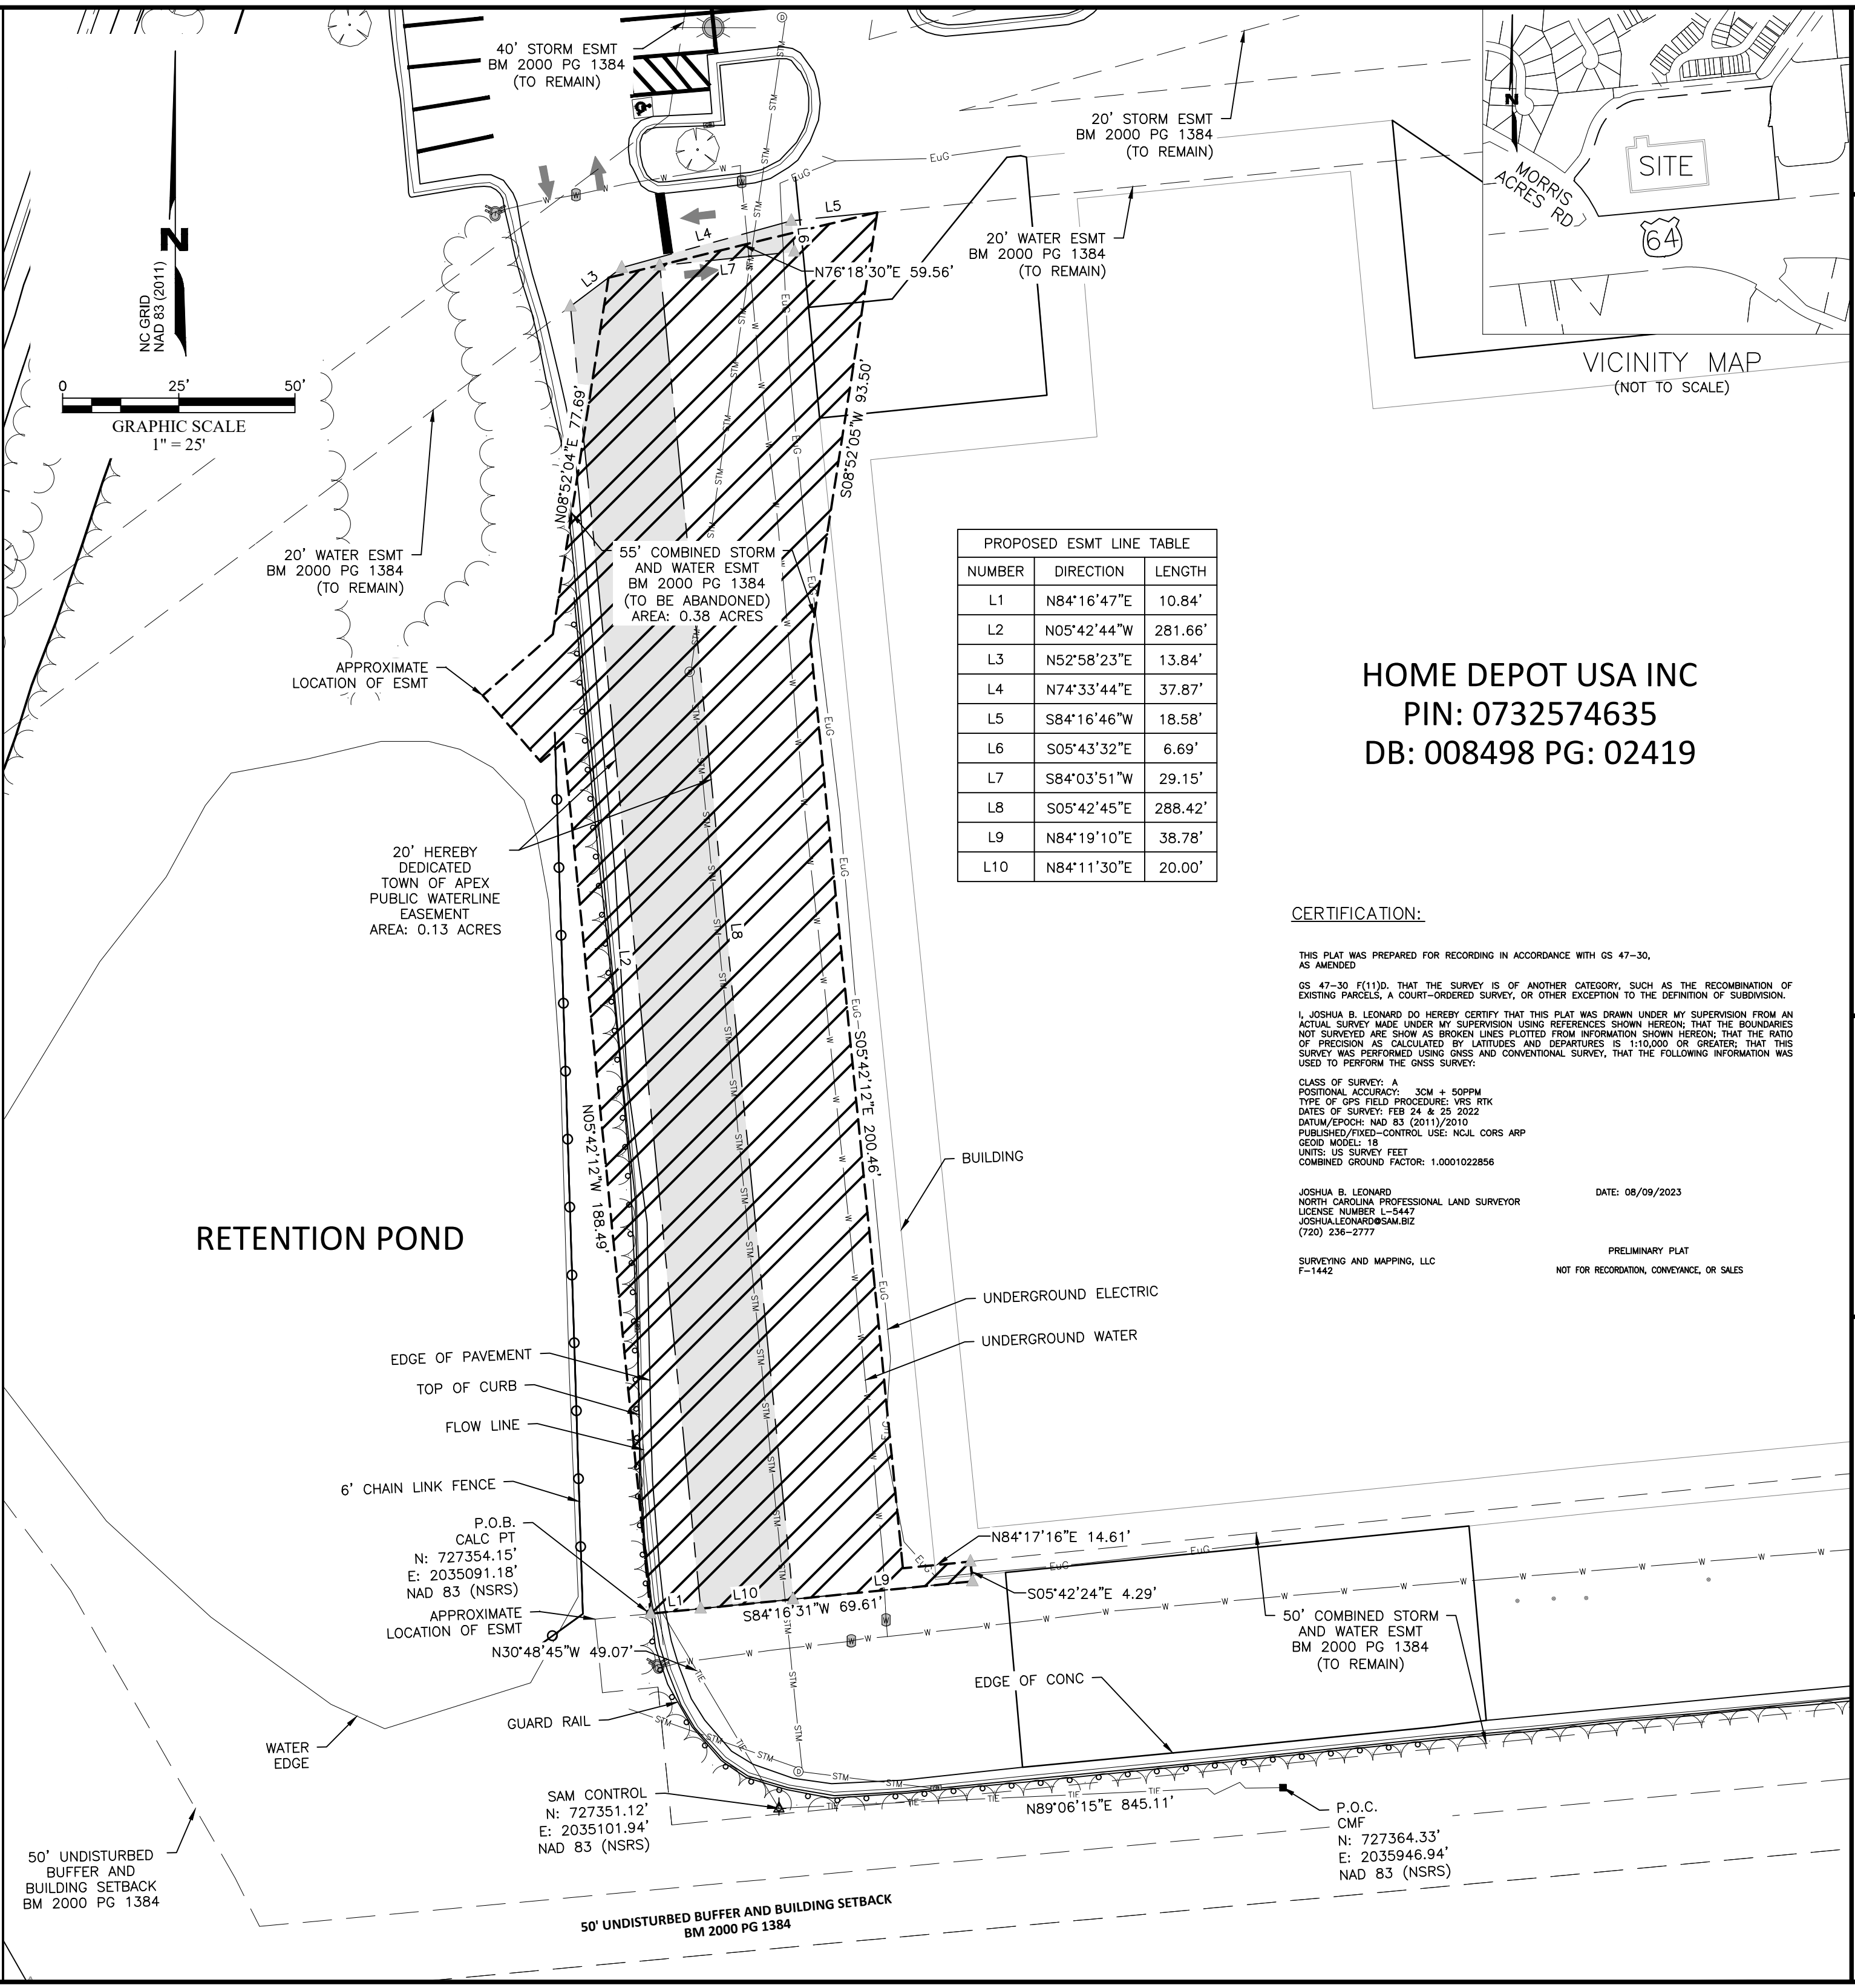 40' STORM ESMT
BM 2000 PG 1384
(TO REMAIN)
20' STORM ESMT
BM 2000 PG 1384
(TO REMAIN)
20' WATER ESMT
BM 2000 PG 1384
(TO REMAIN)
N
MORRIS
ACRES RD
SITE
64
VICINITY MAP
(NOT TO SCALE)
N
NC GRID
NAD 83 (2011)
0 25' 50'
GRAPHIC SCALE
1" = 25'
L3
L4
L5
L6
L7
N76°18'30"E 59.56'
N08°52'04"E 77.69'
S08°52'05"W 93.50'
20' WATER ESMT
BM 2000 PG 1384
(TO REMAIN)
55' COMBINED STORM
AND WATER ESMT
BM 2000 PG 1384
(TO BE ABANDONED)
AREA: 0.38 ACRES
APPROXIMATE
LOCATION OF ESMT
PROPOSED ESMT LINE TABLE
NUMBER DIRECTION LENGTH
L1 N84°16'47"E 10.84'
L2 N05°42'44"W 281.66'
L3 N52°58'23"E 13.84'
L4 N74°33'44"E 37.87'
L5 S84°16'46"W 18.58'
L6 S05°43'32"E 6.69'
L7 S84°03'51"W 29.15'
L8 S05°42'45"E 288.42'
L9 N84°19'10"E 38.78'
L10 N84°11'30"E 20.00'
HOME DEPOT USA INC
PIN: 0732574635
DB: 008498 PG: 02419
20' HEREBY
DEDICATED
TOWN OF APEX
PUBLIC WATERLINE
EASEMENT
AREA: 0.13 ACRES
L2
L8
CERTIFICATION:
THIS PLAT WAS PREPARED FOR RECORDING IN ACCORDANCE WITH GS 47-30,
AS AMENDED
GS 47-30 F(11)D. THAT THE SURVEY IS OF ANOTHER CATEGORY, SUCH AS THE RECOMBINATION OF
EXISTING PARCELS, A COURT-ORDERED SURVEY, OR OTHER EXCEPTION TO THE DEFINITION OF SUBDIVISION.
I, JOSHUA B. LEONARD DO HEREBY CERTIFY THAT THIS PLAT WAS DRAWN UNDER MY SUPERVISION FROM AN
ACTUAL SURVEY MADE UNDER MY SUPERVISION USING REFERENCES SHOWN HEREON; THAT THE BOUNDARIES
NOT SURVEYED ARE SHOW AS BROKEN LINES PLOTTED FROM INFORMATION SHOWN HEREON; THAT THE RATIO
OF PRECISION AS CALCULATED BY LATITUDES AND DEPARTURES IS 1:10,000 OR GREATER; THAT THIS
SURVEY WAS PERFORMED USING GNSS AND CONVENTIONAL SURVEY, THAT THE FOLLOWING INFORMATION WAS
USED TO PERFORM THE GNSS SURVEY:
CLASS OF SURVEY: A
POSITIONAL ACCURACY: 3CM + 50PPM
TYPE OF GPS FIELD PROCEDURE: VRS RTK
DATES OF SURVEY: FEB 24 & 25 2022
DATUM/EPOCH: NAD 83 (2011)/2010
PUBLISHED/FIXED-CONTROL USE: NCJL CORS ARP
GEOID MODEL: 18
UNITS: US SURVEY FEET
COMBINED GROUND FACTOR: 1.0001022856
JOSHUA B. LEONARD DATE: 08/09/2023
NORTH CAROLINA PROFESSIONAL LAND SURVEYOR
LICENSE NUMBER L-5447
JOSHUA.LEONARD@SAM.BIZ
(720) 236-2777
PRELIMINARY PLAT
SURVEYING AND MAPPING, LLC
F-1442 NOT FOR RECORDATION, CONVEYANCE, OR SALES
N05°42'12"W 188.49'
S05°42'12"E 200.46'
BUILDING
RETENTION POND
UNDERGROUND ELECTRIC
UNDERGROUND WATER
EDGE OF PAVEMENT
TOP OF CURB
FLOW LINE
6' CHAIN LINK FENCE
P.O.B.
CALC PT
N: 727354.15'
E: 2035091.18'
NAD 83 (NSRS)
APPROXIMATE
LOCATION OF ESMT
N30°48'45"W 49.07'
L1
L10
L9
S84°16'31"W 69.61'
N84°17'16"E 14.61'
S05°42'24"E 4.29'
50' COMBINED STORM
AND WATER ESMT
BM 2000 PG 1384
(TO REMAIN)
EDGE OF CONC
GUARD RAIL
WATER
EDGE
SAM CONTROL
N: 727351.12'
E: 2035101.94'
NAD 83 (NSRS)
N89°06'15"E 845.11'
P.O.C.
CMF
N: 727364.33'
E: 2035946.94'
NAD 83 (NSRS)
50' UNDISTURBED
BUFFER AND
BUILDING SETBACK
BM 2000 PG 1384
50' UNDISTURBED BUFFER AND BUILDING SETBACK
BM 2000 PG 1384